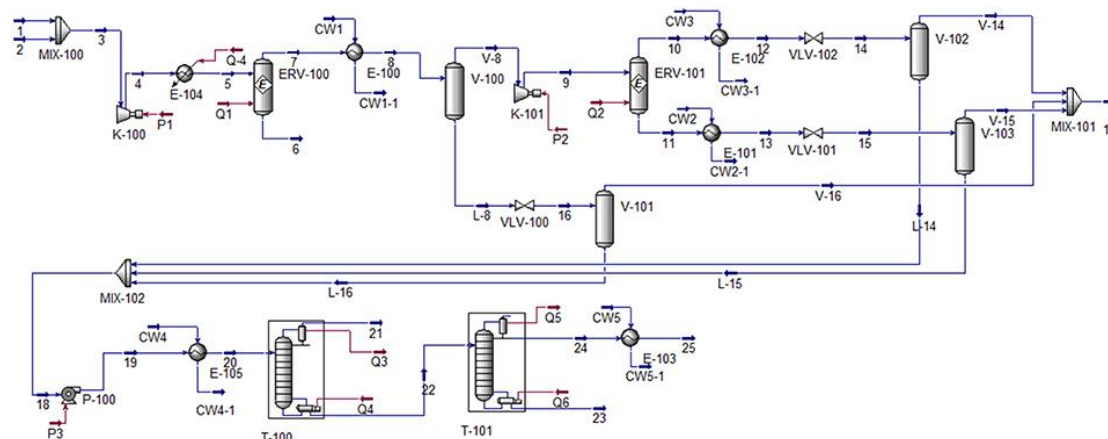 1
2
MIX-100
3
4
K-100
P1
Q-4
E-104
5
Q1
ERV-100
E
6
7
CW1
E-100
CW1-1
8
V-100
V-8
K-101
P2
9
Q2
ERV-101
E
10
11
CW3
E-102
CW3-1
12
VLV-102
14
V-102
V-14
CW2
E-101
CW2-1
13
VLV-101
15
V-15
V-103
MIX-101
L-8
VLV-100
16
V-101
V-16
L-14
L-15
L-16
MIX-102
18
P-100
P3
19
CW4
E-105
CW4-1
20
T-100
21
Q3
Q4
22
T-101
Q5
Q6
23
24
CW5
E-103
CW5-1
25